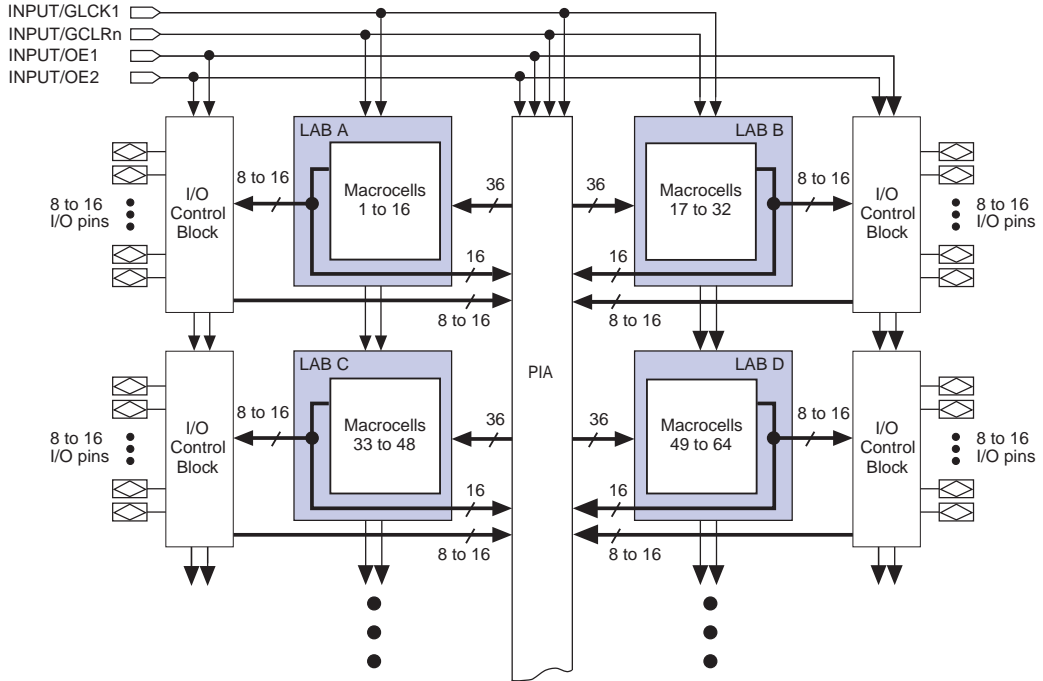 INPUT/GLCK1
INPUT/GCLRn
INPUT/OE1
INPUT/OE2
LAB A
LAB B
8 to 16
I/O pins
I/O
Control
Block
8 to 16
Macrocells
1 to 16
36
36
Macrocells
17 to 32
8 to 16
I/O
Control
Block
8 to 16
I/O pins
16
16
8 to 16
8 to 16
PIA
LAB C
LAB D
8 to 16
I/O pins
I/O
Control
Block
8 to 16
Macrocells
33 to 48
36
36
Macrocells
49 to 64
8 to 16
I/O
Control
Block
8 to 16
I/O pins
16
16
8 to 16
8 to 16